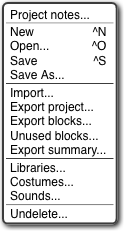 Project notes...
New ^N
Open... ^O
Save ^S
Save As...
Import...
Export project...
Export blocks...
Unused blocks...
Export summary...
Libraries...
Costumes...
Sounds...
Undelete...